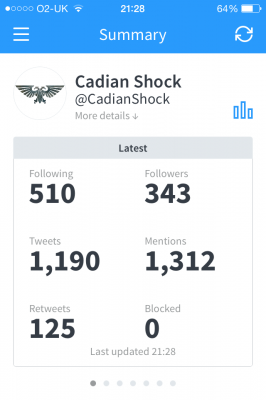 O2-UK 21:28 64%
Summary
Cadian Shock
@CadianShock
More details ↓
Latest
Following Followers
510 343
Tweets Mentions
1,190 1,312
Retweets Blocked
125 0
Last updated 21:28